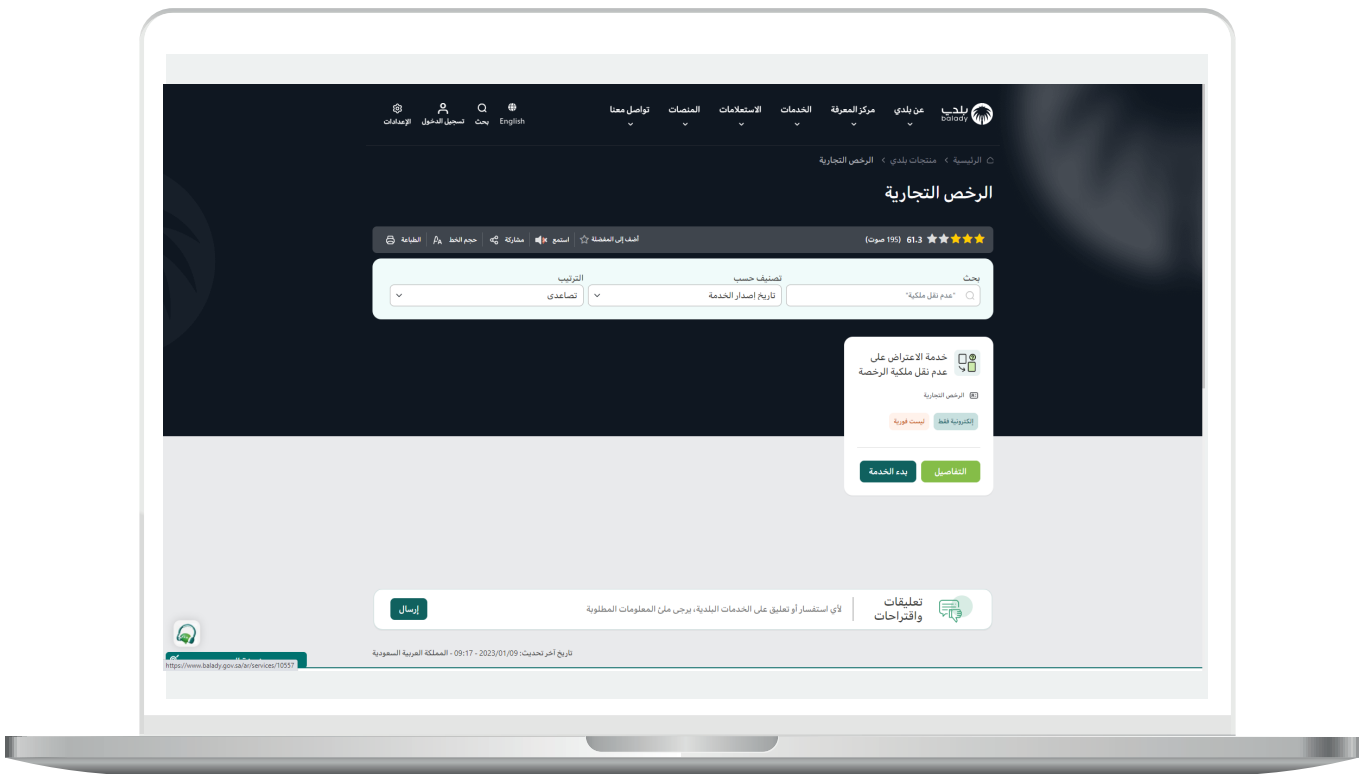 بلدي
balady
عن بلدي
مركز المعرفة
الخدمات
الاستعلامات
المنصات
تواصل معنا
English
بحث
تسجيل الدخول
الإعدادات
الرئيسية > منتجات بلدي > الرخص التجارية
الرخص التجارية
61.3 (195 صوت)
أضف إلى المفضلة
استمع
مشاركة
حجم الخط
الطباعة
بحث
تصنيف حسب
الترتيب
"عدم نقل ملكية"
تاريخ إصدار الخدمة
تصاعدى
خدمة الاعتراض على
عدم نقل ملكية الرخصة
الرخص التجارية
إلكترونية فقط
ليست فورية
التفاصيل
بدء الخدمة
تعليقات
واقتراحات
لأي استفسار أو تعليق على الخدمات البلدية، يرجى ملئ المعلومات المطلوبة
إرسال
تاريخ أخر تحديث: 2023/01/09 - 09:17 - المملكة العربية السعودية
https://www.balady.gov.sa/ar/services/10557